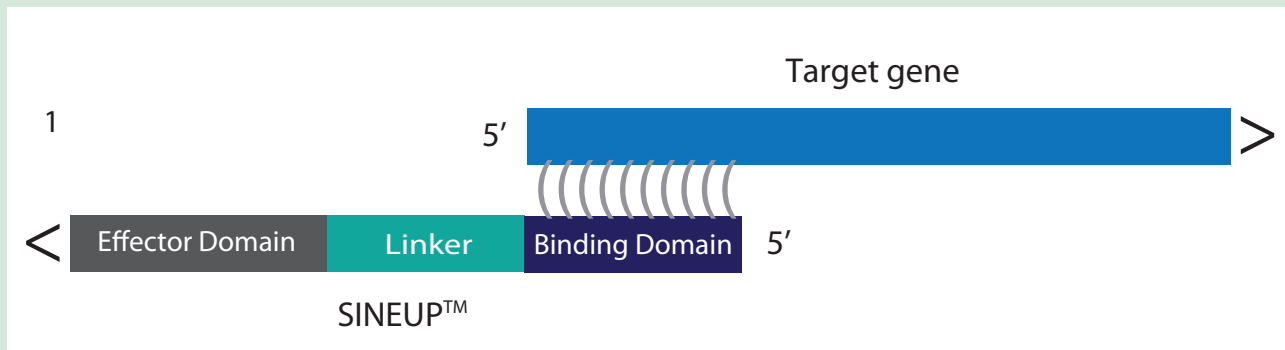 Target gene
1
5′
>
<
Effector Domain
Linker
Binding Domain
5′
SINEUP™